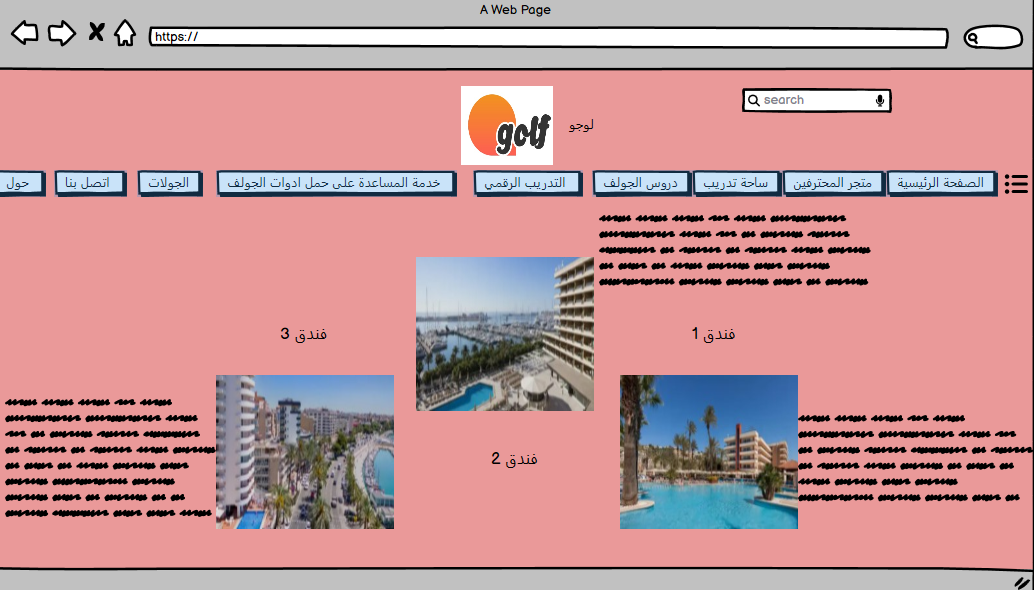 A Web Page
https://
search
golf
لوجو
الصفحة الرئيسية
متجر المحترفين
ساحة تدريب
دروس الجولف
التدريب الرقمي
خدمة المساعدة على حمل ادوات الجولف
الجولات
اتصل بنا
حول
فندق 1
فندق 3
فندق 2